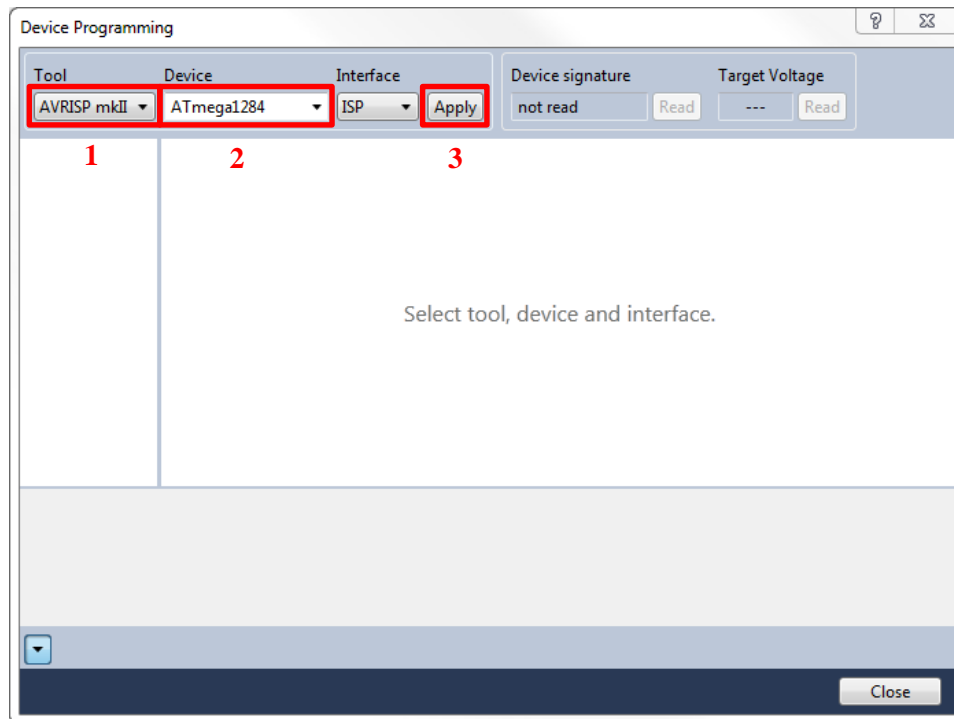 Device Programming
Tool Device Interface Device signature Target Voltage
AVRISP mkII ATmega1284 ISP Apply not read Read --- Read
1 2 3
Select tool, device and interface.
Close